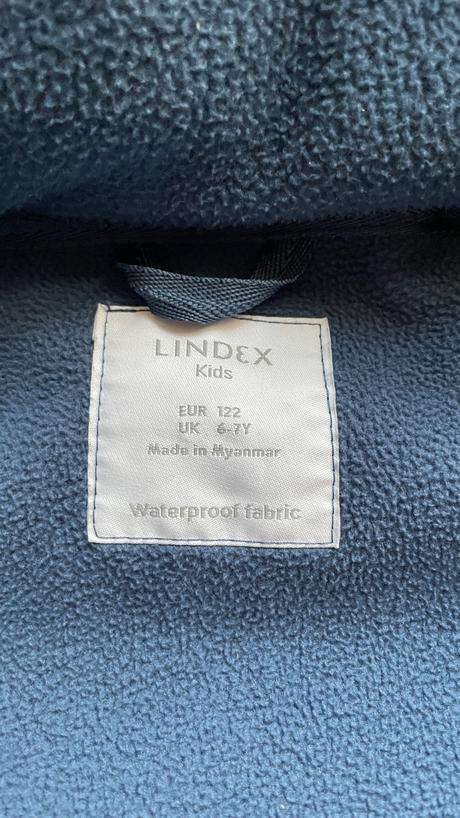 LINDEX
Kids
EUR 122
UK 6-7Y
Made in Myanmar
Waterproof fabric